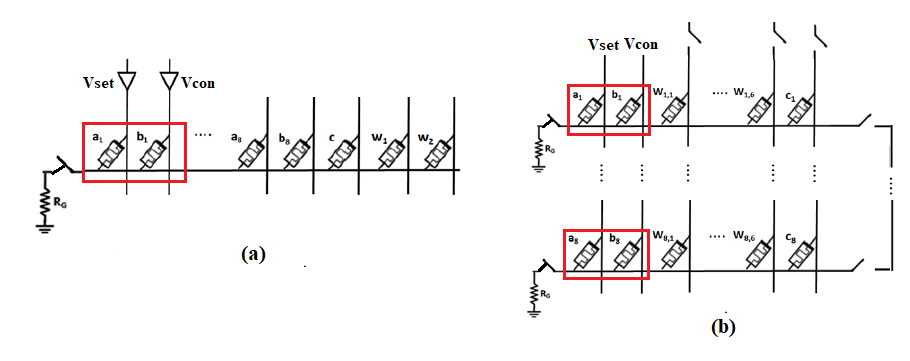 Vset Vcon
a1 b1 .... a8 b8 c w1 w2
RG
(a)
Vset Vcon
a1 b1 W1,1 .... W1,6 c1
RG
a8 b8 W8,1 .... W8,6 c8
RG
(b)